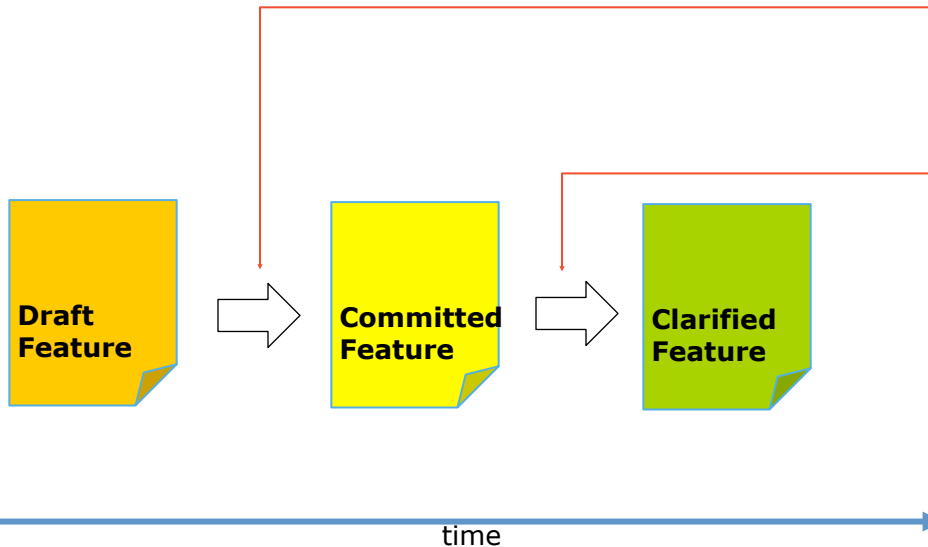 Draft
Feature
Committed
Feature
Clarified
Feature
time